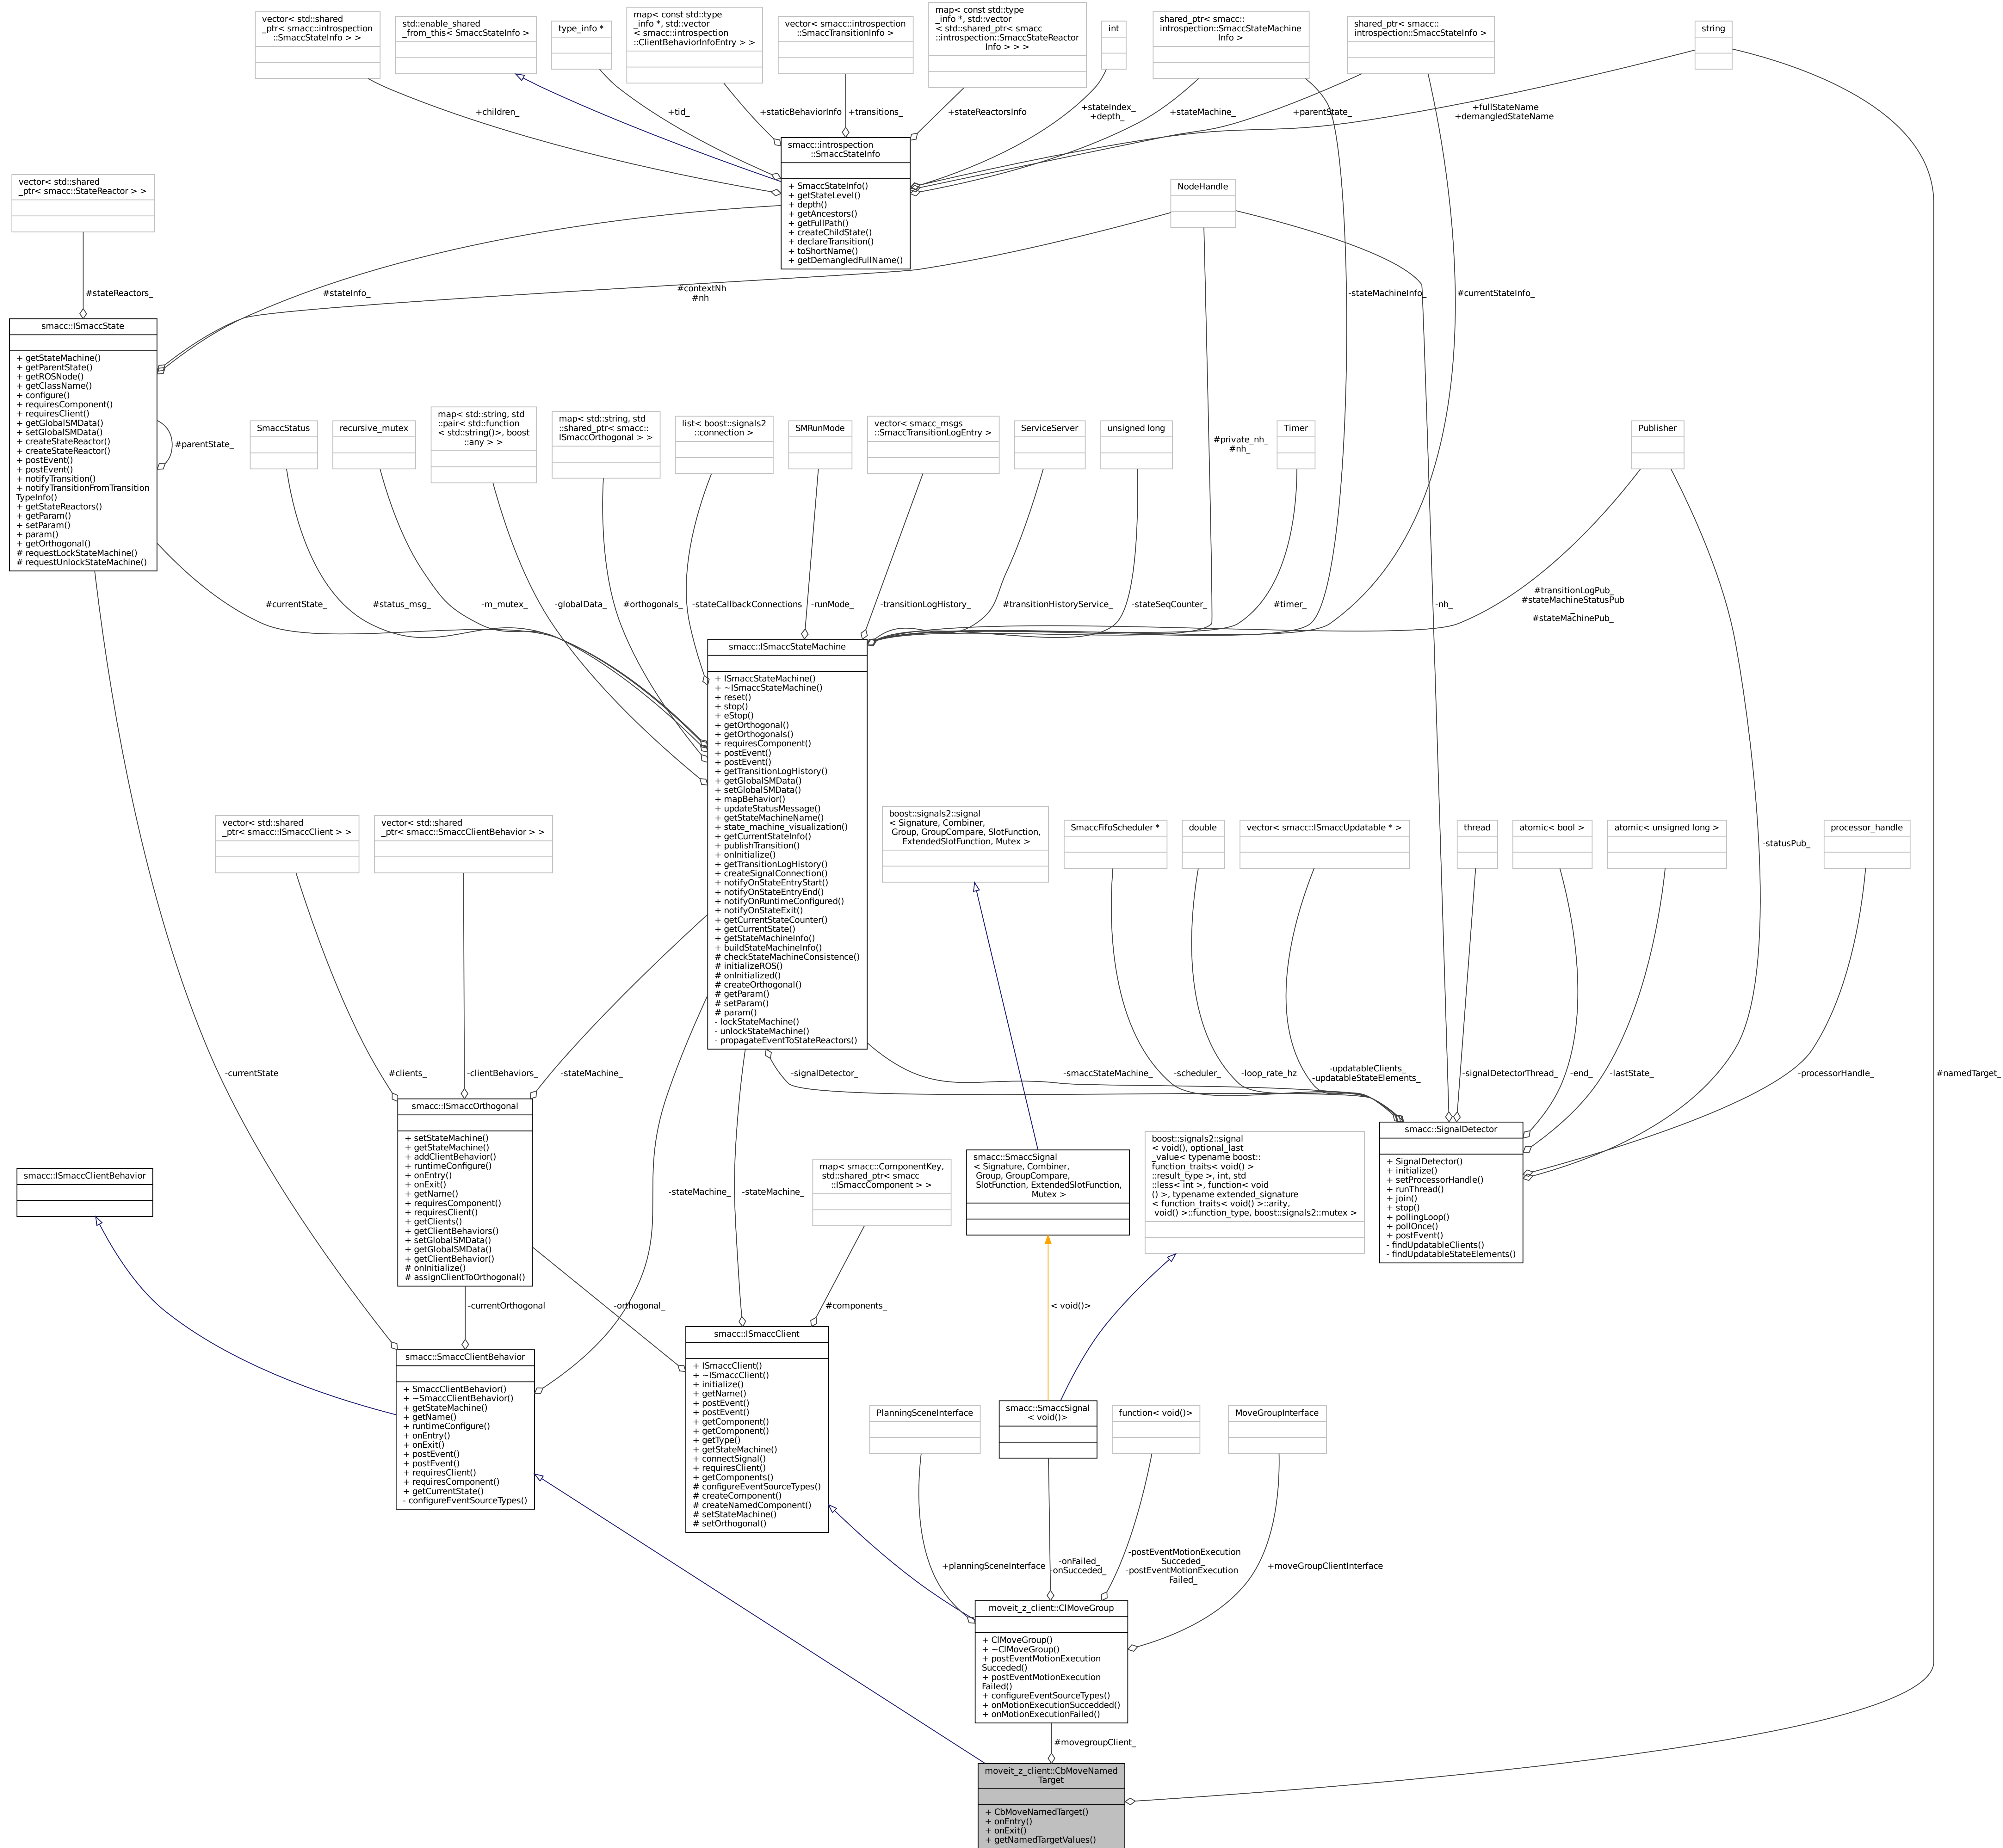 vector< std::shared
_ptr< smacc::introspection
::SmaccStateInfo > >
std::enable_shared
_from_this< SmaccStateInfo >
type_info *
map< const std::type
_info *, std::vector
< smacc::introspection
::ClientBehaviorInfoEntry > >
vector< smacc::introspection
::SmaccTransitionInfo >
map< const std::type
_info *, std::vector
< std::shared_ptr< smacc
::introspection::SmaccStateReactor
Info > > >
int
shared_ptr< smacc::
introspection::SmaccStateMachine
Info >
shared_ptr< smacc::
introspection::SmaccStateInfo >
string
+children_
+tid_
+staticBehaviorInfo
+transitions_
+stateReactorsInfo
+stateIndex_
+depth_
+stateMachine_
+parentState_
+fullStateName
+demangledStateName
smacc::introspection
::SmaccStateInfo
+ SmaccStateInfo()
+ getStateLevel()
+ depth()
+ getAncestors()
+ getFullPath()
+ createChildState()
+ declareTransition()
+ toShortName()
+ getDemangledFullName()
vector< std::shared
_ptr< smacc::StateReactor > >
NodeHandle
#stateReactors_
#stateInfo_
#contextNh
#nh
-stateMachineInfo_
#currentStateInfo_
smacc::ISmaccState
+ getStateMachine()
+ getParentState()
+ getROSNode()
+ getClassName()
+ configure()
+ requiresComponent()
+ requiresClient()
+ getGlobalSMData()
+ setGlobalSMData()
+ createStateReactor()
+ createStateReactor()
+ postEvent()
+ postEvent()
+ notifyTransition()
+ notifyTransitionFromTransition
TypeInfo()
+ getStateReactors()
+ getParam()
+ setParam()
+ param()
+ getOrthogonal()
# requestLockStateMachine()
# requestUnlockStateMachine()
#parentState_
SmaccStatus
recursive_mutex
map< std::string, std
::pair< std::function
< std::string()>, boost
::any > >
map< std::string, std
::shared_ptr< smacc::
ISmaccOrthogonal > >
list< boost::signals2
::connection >
SMRunMode
vector< smacc_msgs
::SmaccTransitionLogEntry >
ServiceServer
unsigned long
#private_nh_
#nh_
Timer
Publisher
#currentState_
#status_msg_
-m_mutex_
-globalData_
#orthogonals_
-stateCallbackConnections
-runMode_
-transitionLogHistory_
#transitionHistoryService_
-stateSeqCounter_
#timer_
-nh_
#transitionLogPub_
#stateMachineStatusPub
_
#stateMachinePub_
smacc::ISmaccStateMachine
+ ISmaccStateMachine()
+ ~ISmaccStateMachine()
+ reset()
+ stop()
+ eStop()
+ getOrthogonal()
+ getOrthogonals()
+ requiresComponent()
+ postEvent()
+ postEvent()
+ getTransitionLogHistory()
+ getGlobalSMData()
+ setGlobalSMData()
+ mapBehavior()
+ updateStatusMessage()
+ getStateMachineName()
+ state_machine_visualization()
+ getCurrentStateInfo()
+ publishTransition()
+ onInitialize()
+ getTransitionLogHistory()
+ createSignalConnection()
+ notifyOnStateEntryStart()
+ notifyOnStateEntryEnd()
+ notifyOnRuntimeConfigured()
+ notifyOnStateExit()
+ getCurrentStateCounter()
+ getCurrentState()
+ getStateMachineInfo()
+ buildStateMachineInfo()
# checkStateMachineConsistence()
# initializeROS()
# onInitialized()
# createOrthogonal()
# getParam()
# setParam()
# param()
- lockStateMachine()
- unlockStateMachine()
- propagateEventToStateReactors()
vector< std::shared
_ptr< smacc::ISmaccClient > >
vector< std::shared
_ptr< smacc::SmaccClientBehavior > >
boost::signals2::signal
< Signature, Combiner,
Group, GroupCompare, SlotFunction,
ExtendedSlotFunction, Mutex >
SmaccFifoScheduler *
double
vector< smacc::ISmaccUpdatable * >
thread
atomic< bool >
atomic< unsigned long >
-statusPub_
processor_handle
-currentState
#clients_
-clientBehaviors_
-stateMachine_
-signalDetector_
-smaccStateMachine_
-scheduler_
-loop_rate_hz
-updatableClients_
-updatableStateElements_
-signalDetectorThread_
-end_
-lastState_
-processorHandle_
#namedTarget_
smacc::ISmaccOrthogonal
+ setStateMachine()
+ getStateMachine()
+ addClientBehavior()
+ runtimeConfigure()
+ onEntry()
+ onExit()
+ getName()
+ requiresComponent()
+ requiresClient()
+ getClients()
+ getClientBehaviors()
+ setGlobalSMData()
+ getGlobalSMData()
+ getClientBehavior()
# onInitialize()
# assignClientToOrthogonal()
smacc::SignalDetector
+ SignalDetector()
+ initialize()
+ setProcessorHandle()
+ runThread()
+ join()
+ stop()
+ pollingLoop()
+ pollOnce()
+ postEvent()
- findUpdatableClients()
- findUpdatableStateElements()
smacc::ISmaccClientBehavior
-stateMachine_
-stateMachine_
map< smacc::ComponentKey,
std::shared_ptr< smacc
::ISmaccComponent > >
smacc::SmaccSignal
< Signature, Combiner,
Group, GroupCompare,
SlotFunction, ExtendedSlotFunction,
Mutex >
boost::signals2::signal
< void(), optional_last
_value< typename boost::
function_traits< void() >
::result_type >, int, std
::less< int >, function< void
() >, typename extended_signature
< function_traits< void() >::arity,
void() >::function_type, boost::signals2::mutex >
-currentOrthogonal
-orthogonal_
#components_
< void()>
smacc::SmaccClientBehavior
+ SmaccClientBehavior()
+ ~SmaccClientBehavior()
+ getStateMachine()
+ getName()
+ runtimeConfigure()
+ onEntry()
+ onExit()
+ postEvent()
+ postEvent()
+ requiresClient()
+ requiresComponent()
+ getCurrentState()
- configureEventSourceTypes()
smacc::ISmaccClient
+ ISmaccClient()
+ ~ISmaccClient()
+ initialize()
+ getName()
+ postEvent()
+ postEvent()
+ getComponent()
+ getComponent()
+ getType()
+ getStateMachine()
+ connectSignal()
+ requiresClient()
+ getComponents()
# configureEventSourceTypes()
# createComponent()
# createNamedComponent()
# setStateMachine()
# setOrthogonal()
PlanningSceneInterface
smacc::SmaccSignal
< void()>
function< void()>
MoveGroupInterface
+planningSceneInterface
-onFailed_
-onSucceded_
-postEventMotionExecution
Succeded_
-postEventMotionExecution
Failed_
+moveGroupClientInterface
moveit_z_client::ClMoveGroup
+ ClMoveGroup()
+ ~ClMoveGroup()
+ postEventMotionExecution
Succeded()
+ postEventMotionExecution
Failed()
+ configureEventSourceTypes()
+ onMotionExecutionSuccedded()
+ onMotionExecutionFailed()
#movegroupClient_
moveit_z_client::CbMoveNamed
Target
+ CbMoveNamedTarget()
+ onEntry()
+ onExit()
+ getNamedTargetValues()